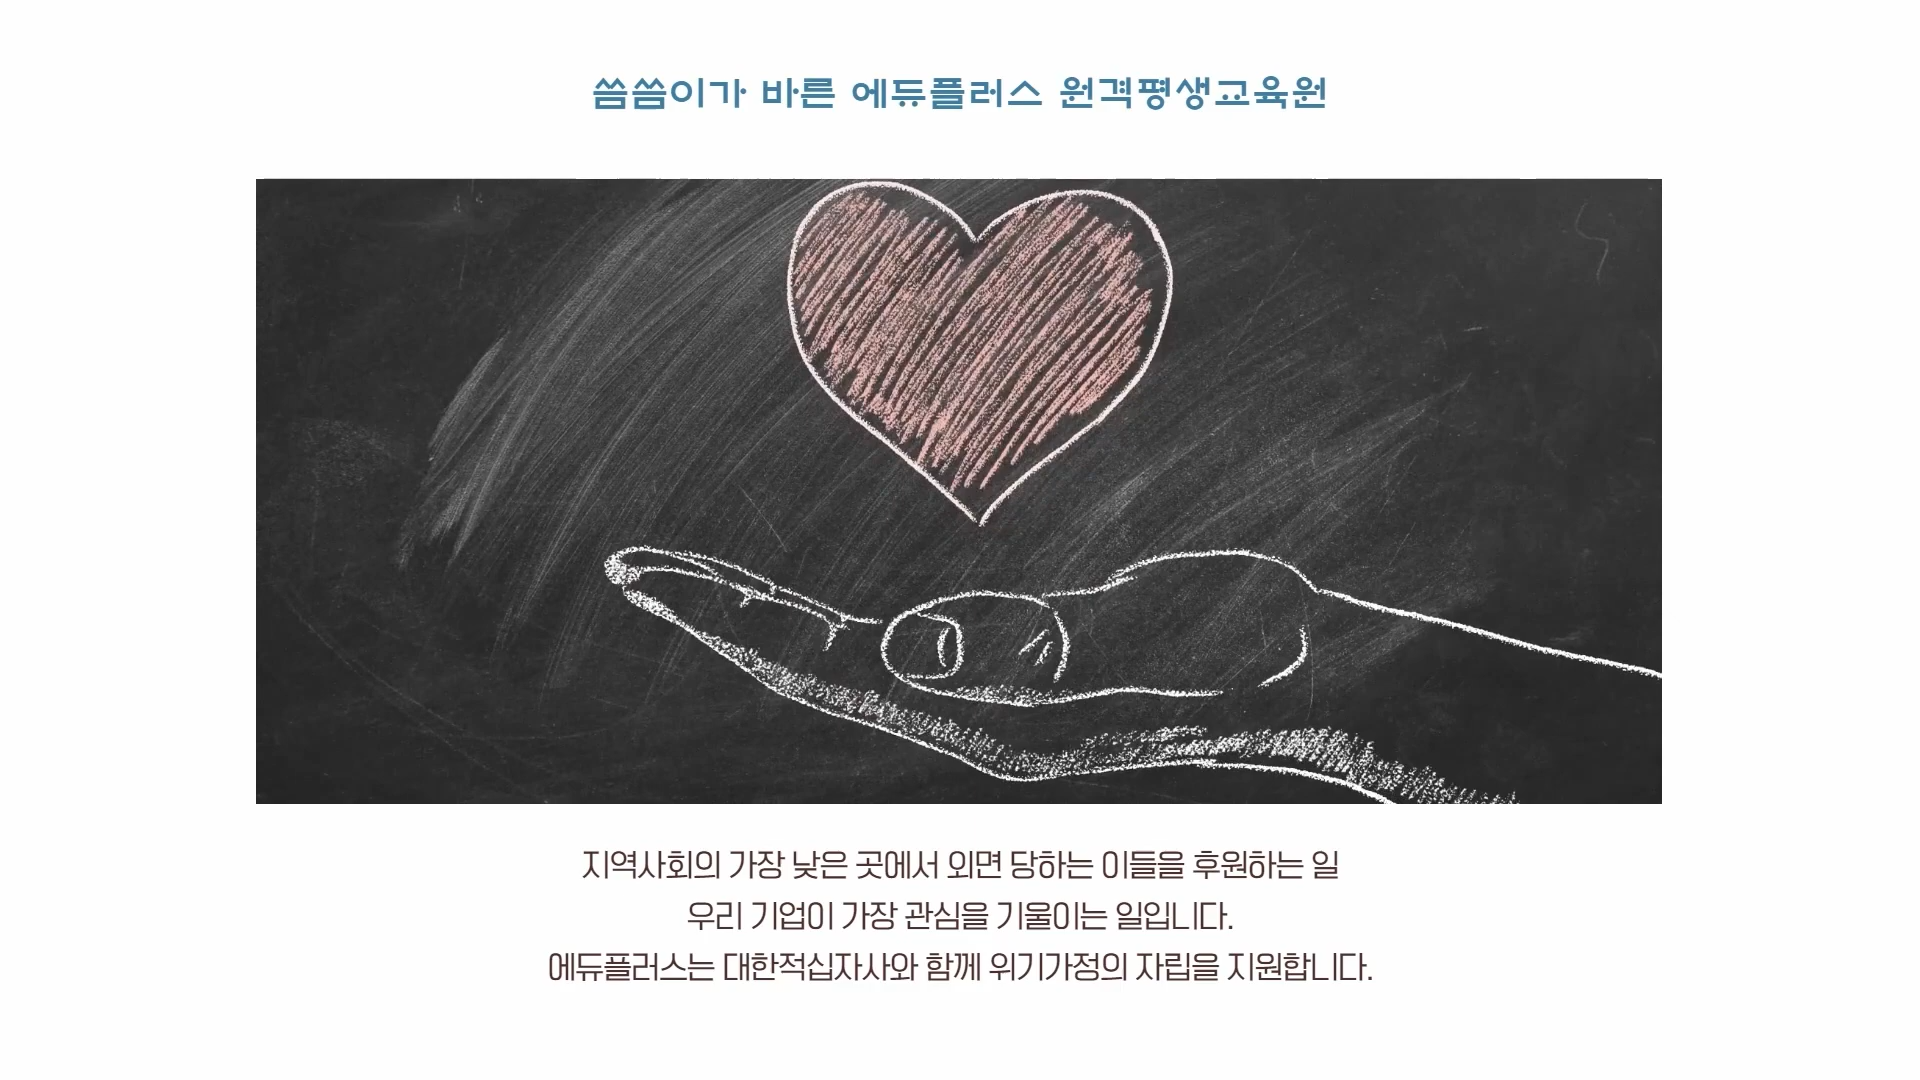 씀씀이가 바른 에듀플러스 원격평생교육원
지역사회의 가장 낮은 곳에서 외면 당하는 이들을 후원하는 일
우리 기업이 가장 관심을 기울이는 일입니다.
에듀플러스는 대한적십자사와 함께 위기가정의 자립을 지원합니다.